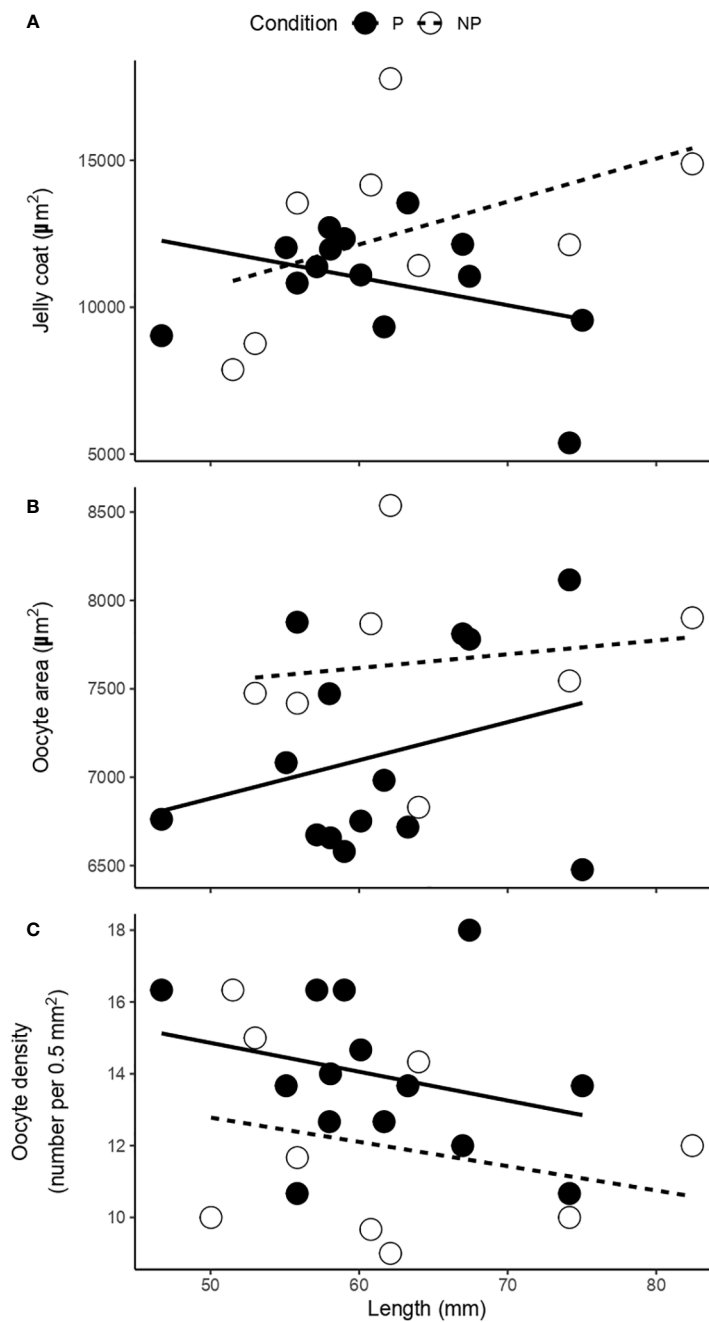 A
Condition P NP
15000
10000
5000
Jelly coat (μm²)
B
8500
8000
7500
7000
6500
Oocyte area (μm²)
C
18
16
14
12
10
Oocyte density
(number per 0.5 mm²)
50 60 70 80
Length (mm)